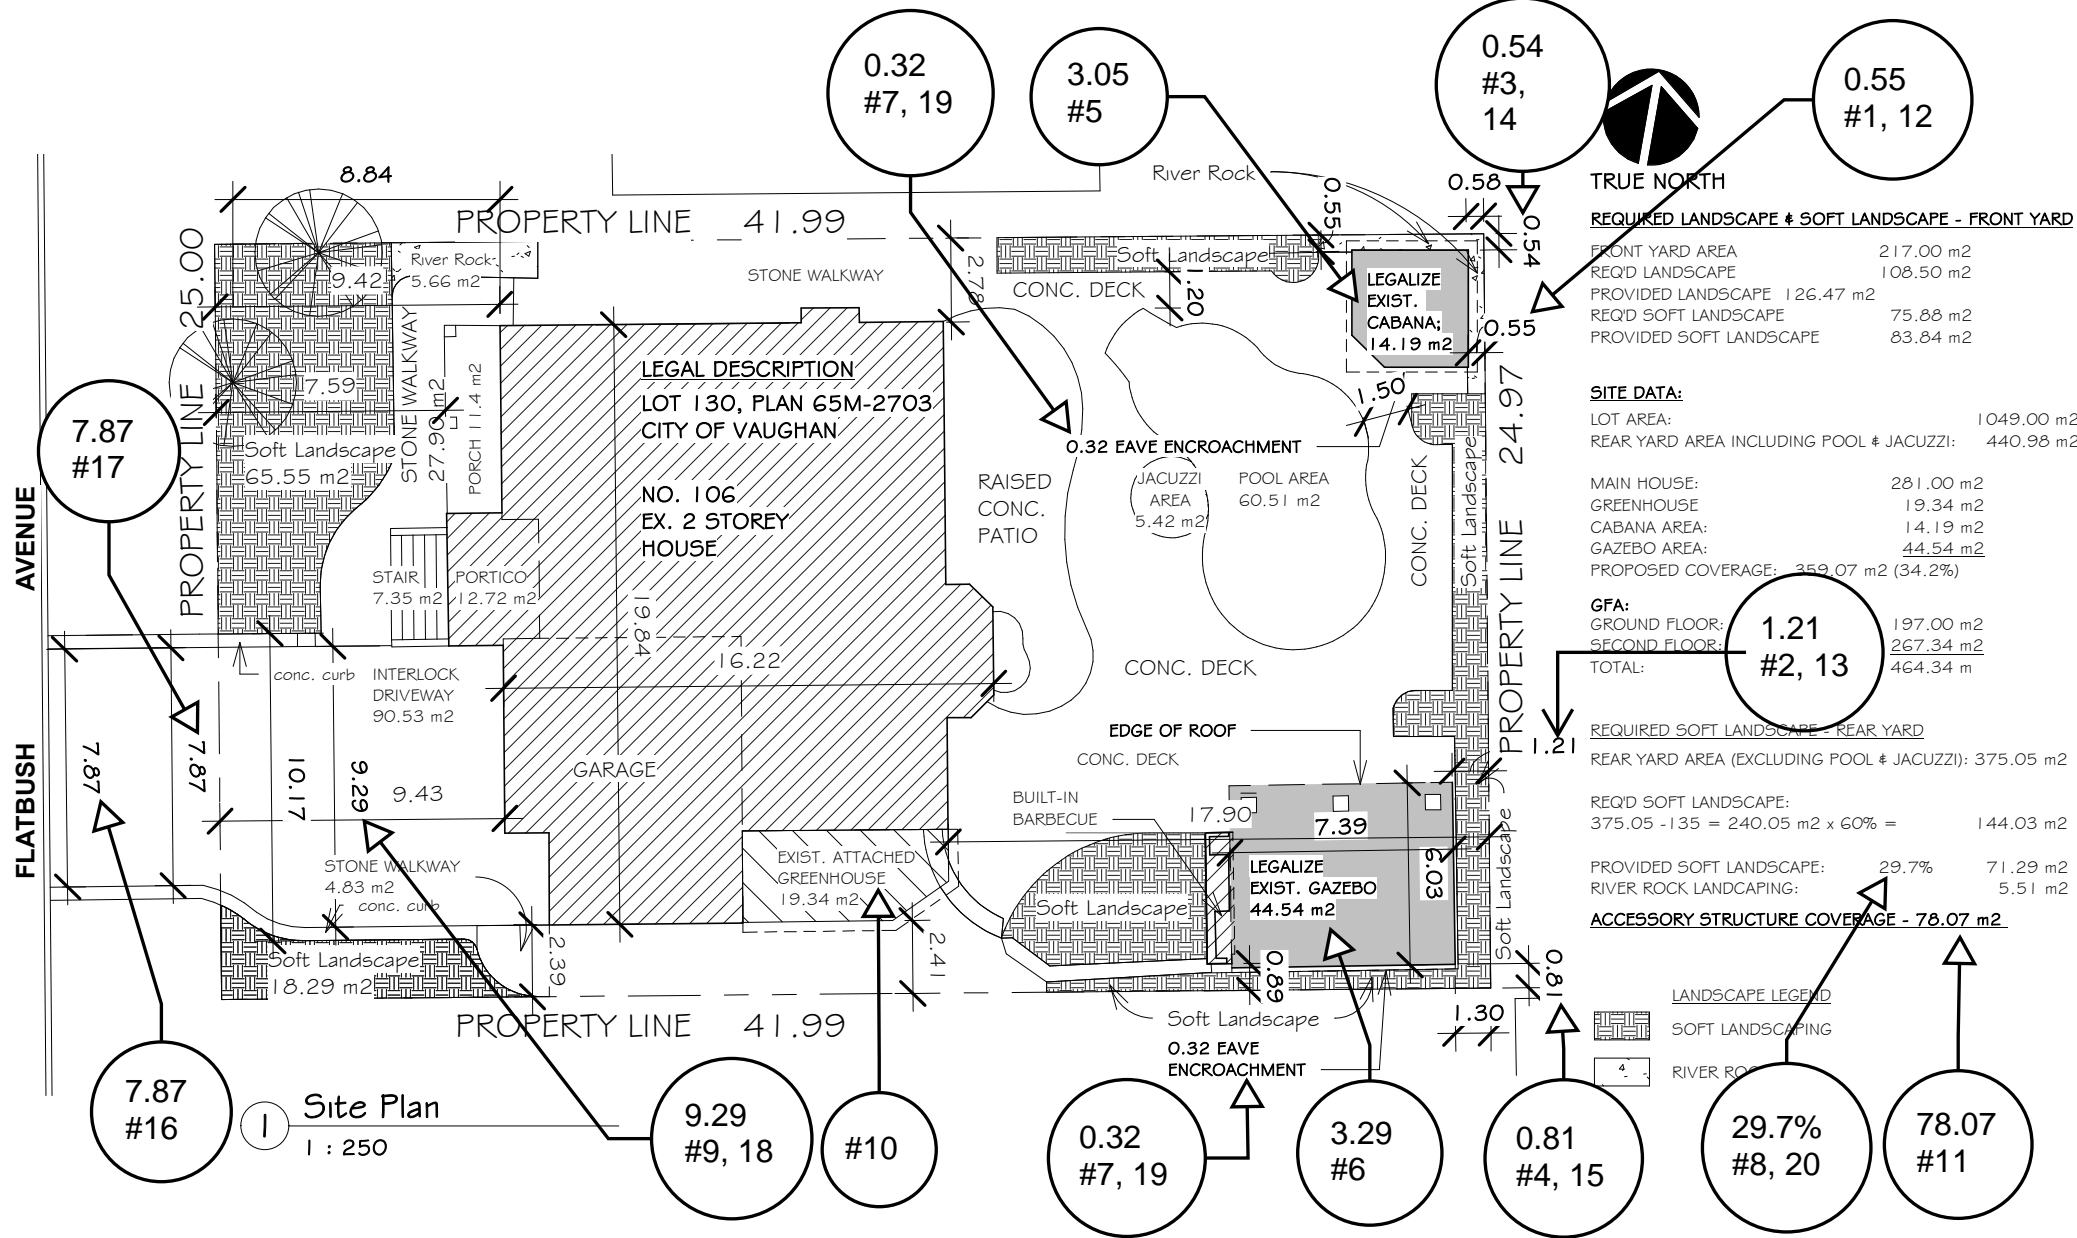 0.32
#7, 19
3.05
#5
0.54
#3,
14
0.55
#1, 12
TRUE NORTH
8.84
PROPERTY LINE 41.99
River Rock
0.55
0.58
0.54
PROPERTY LINE 25.00
River Rock
5.66 m2
9.42
STONE WALKWAY
2.78
Soft Landscape
CONC. DECK
1.20
LEGALIZE
EXIST.
CABANA;
14.19 m2
0.55
1.50
STONE WALKWAY
27.90 m2
PORCH 11.4 m2
7.59
Soft Landscape
65.55 m2
LEGAL DESCRIPTION
LOT 130, PLAN 65M-2703
CITY OF VAUGHAN
NO. 106
EX. 2 STOREY
HOUSE
7.87
#17
0.32 EAVE ENCROACHMENT
RAISED
CONC.
PATIO
JACUZZI
AREA
5.42 m2
POOL AREA
60.51 m2
CONC. DECK
Soft Landscape
PROPERTY LINE 24.97
STAIR
7.35 m2
PORTICO
12.72 m2
19.84
16.22
CONC. DECK
AVENUE
FLATBUSH
conc. curb
INTERLOCK
DRIVEWAY
90.53 m2
7.87
7.87
10.17
9.29
9.43
GARAGE
EDGE OF ROOF
CONC. DECK
BUILT-IN
BARBECUE
17.90
7.39
6.03
1.21
STONE WALKWAY
4.83 m2
conc. curb
EXIST. ATTACHED
GREENHOUSE
19.34 m2
LEGALIZE
EXIST. GAZEBO
44.54 m2
Soft Landscape
Soft Landscape
Soft Landscape
18.29 m2
2.39
2.41
0.89
0.81
1.30
PROPERTY LINE 41.99
Soft Landscape
0.32 EAVE
ENCROACHMENT
REQUIRED LANDSCAPE & SOFT LANDSCAPE - FRONT YARD
FRONT YARD AREA 217.00 m2
REQ'D LANDSCAPE 108.50 m2
PROVIDED LANDSCAPE 126.47 m2
REQ'D SOFT LANDSCAPE 75.88 m2
PROVIDED SOFT LANDSCAPE 83.84 m2
SITE DATA:
LOT AREA: 1049.00 m2
REAR YARD AREA INCLUDING POOL & JACUZZI: 440.98 m2
MAIN HOUSE: 281.00 m2
GREENHOUSE 19.34 m2
CABANA AREA: 14.19 m2
GAZEBO AREA: 44.54 m2
PROPOSED COVERAGE: 359.07 m2 (34.2%)
GFA:
GROUND FLOOR: 197.00 m2
SECOND FLOOR: 267.34 m2
TOTAL: 464.34 m
1.21
#2, 13
REQUIRED SOFT LANDSCAPE - REAR YARD
REAR YARD AREA (EXCLUDING POOL & JACUZZI): 375.05 m2
REQ'D SOFT LANDSCAPE:
375.05 -135 = 240.05 m2 x 60% = 144.03 m2
PROVIDED SOFT LANDSCAPE: 29.7% 71.29 m2
RIVER ROCK LANDCAPING: 5.51 m2
ACCESSORY STRUCTURE COVERAGE - 78.07 m2
LANDSCAPE LEGEND
SOFT LANDSCAPING
RIVER
7.87
#16
1
Site Plan
1 : 250
9.29
#9, 18
#10
0.32
#7, 19
3.29
#6
0.81
#4, 15
29.7%
#8, 20
78.07
#11